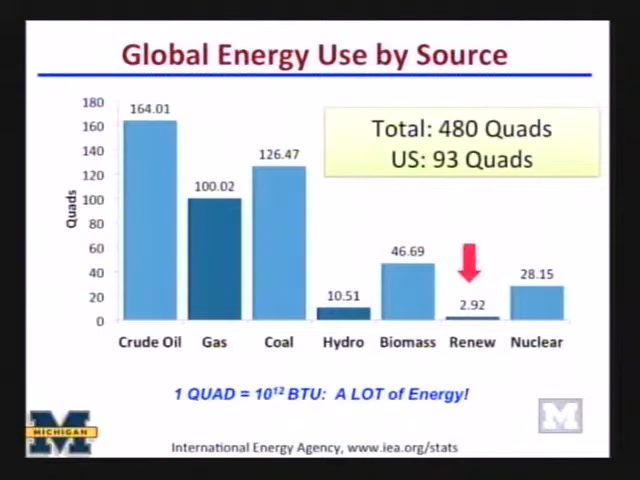 Global Energy Use by Source
Total: 480 Quads
US: 93 Quads
Quads
180
160
140
120
100
80
60
40
20
0
164.01
100.02
126.47
10.51
46.69
2.92
28.15
Crude Oil Gas Coal Hydro Biomass Renew Nuclear
1 QUAD = 10¹² BTU: A LOT of Energy!
MICHIGAN
M
International Energy Agency, www.iea.org/stats